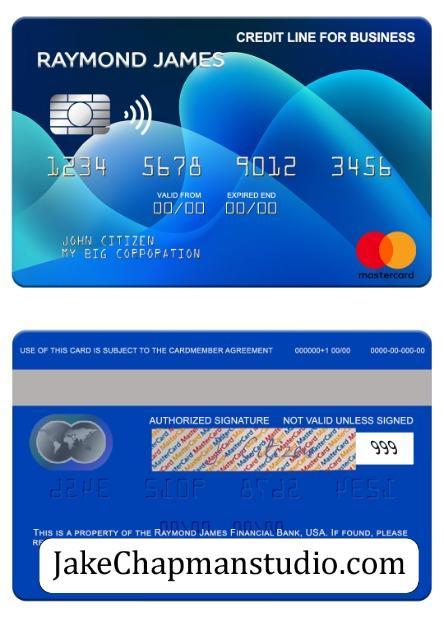 CREDIT LINE FOR BUSINESS
RAYMOND JAMES
1234 5678 9012 3456
VALID FROM EXPIRED END
00/00 00/00
JOHN CITIZEN
MY BIG CORPORATION
mastercard
USE OF THIS CARD IS SUBJECT TO THE CARDMEMBER AGREEMENT 000000+1 00/00 0000-00-000-00
AUTHORIZED SIGNATURE NOT VALID UNLESS SIGNED
MasterCard MasterCard MasterCard
999
THIS IS A PROPERTY OF THE RAYMOND JAMES FINANCIAL BANK, USA. IF FOUND, PLEASE
JakeChapmanstudio.com